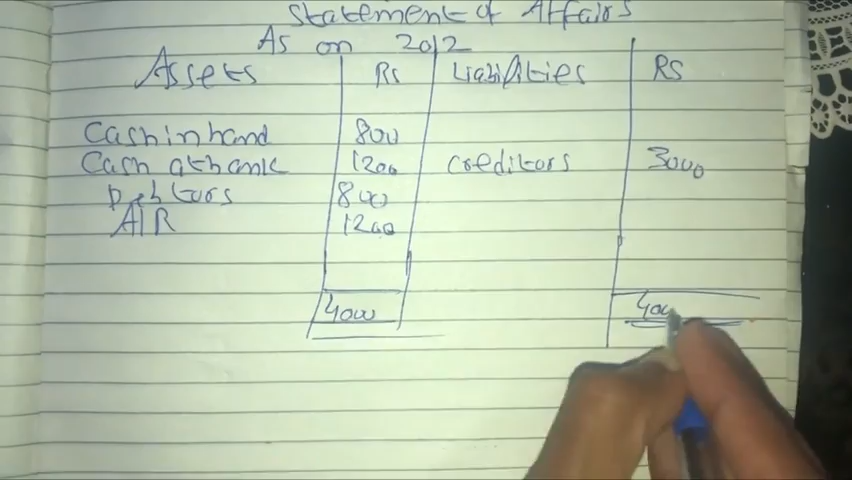 Statement of Affairs
As on 2012
Assets Rs Liabilities RS
Cash in hand 800
Cash at bank 1200 creditors 3000
Debtors 800
A/R 1200
4000 400